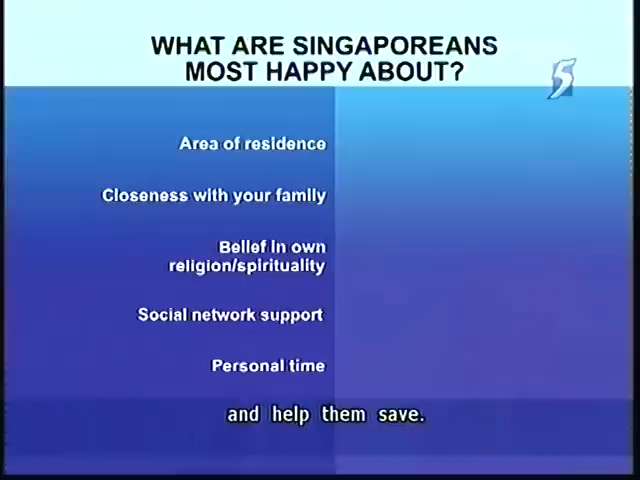 WHAT ARE SINGAPOREANS
MOST HAPPY ABOUT?
5
Area of residence
Closeness with your family
Belief in own
religion/spirituality
Social network support
Personal time
and help them save.